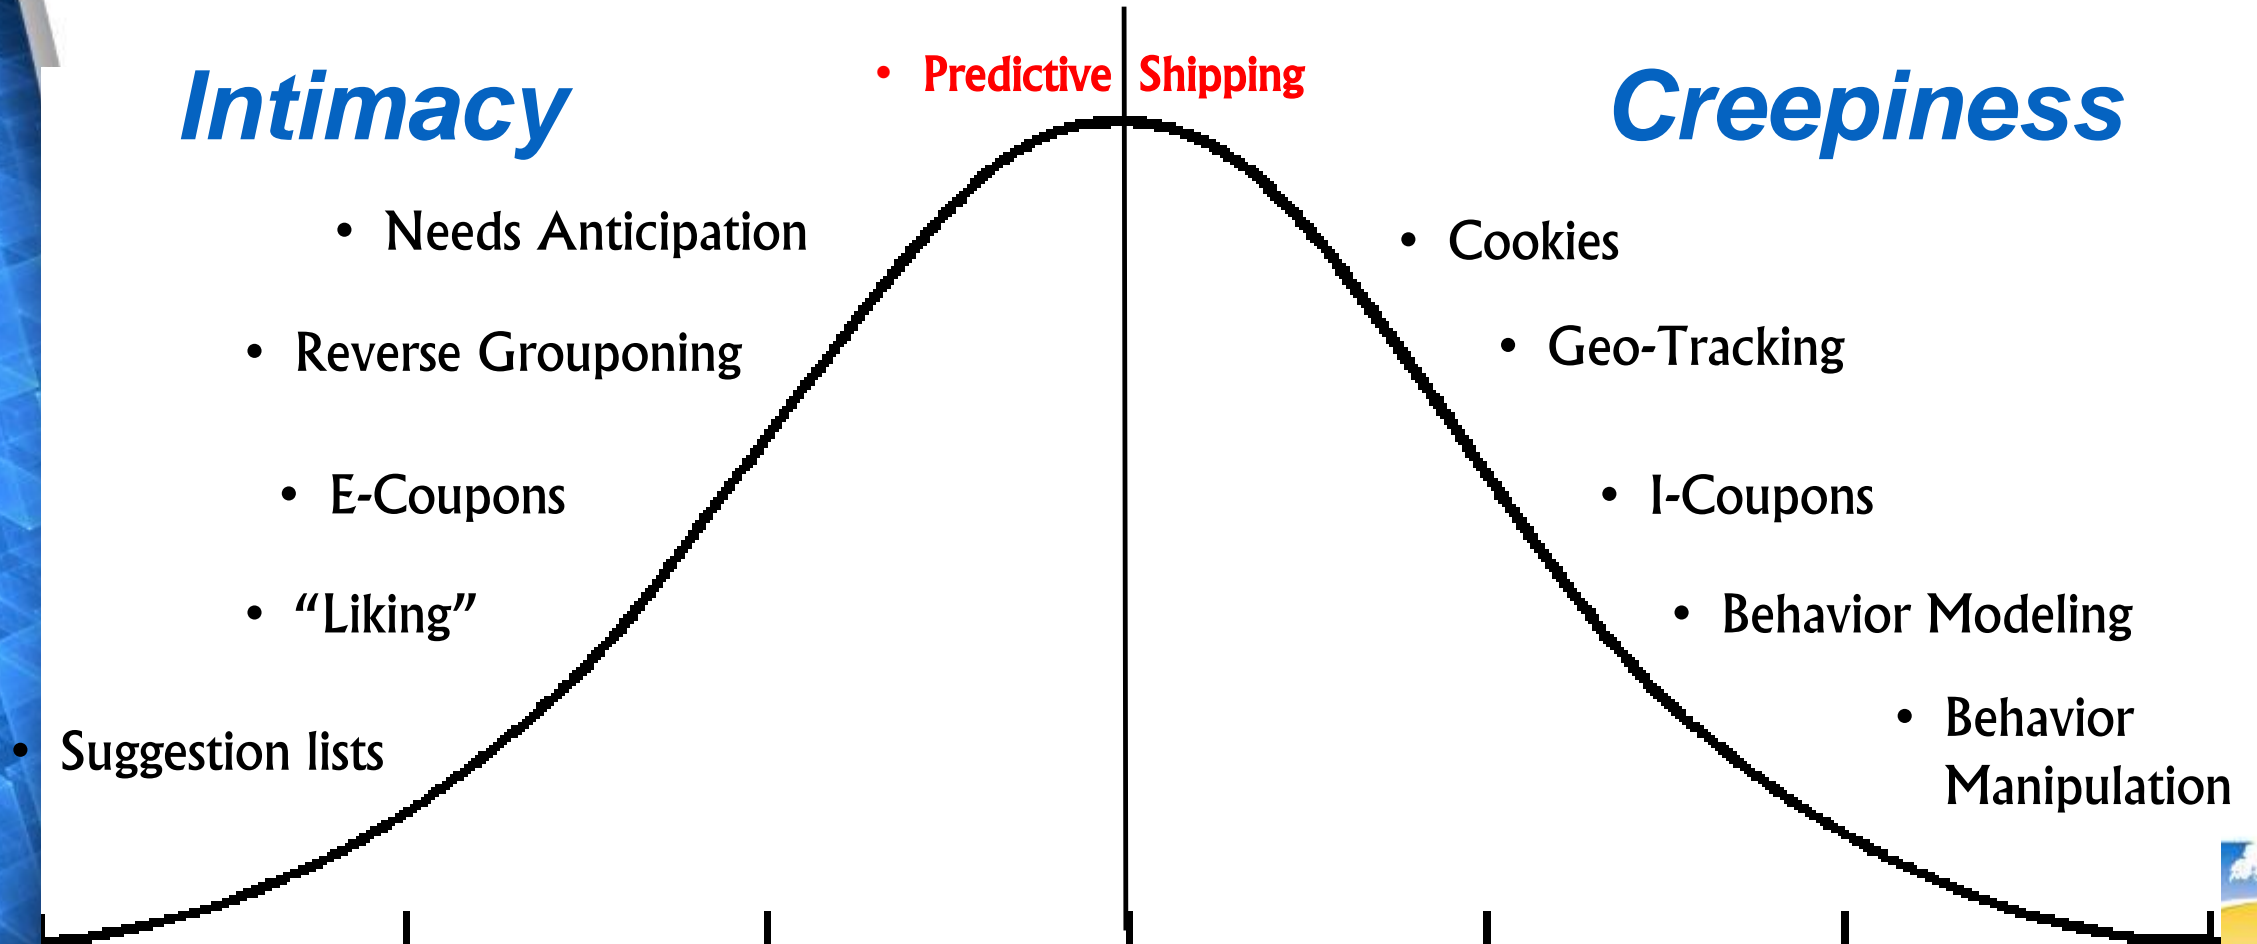 • Predictive Shipping
Intimacy
Creepiness
• Needs Anticipation
• Reverse Grouponing
• E-Coupons
• “Liking”
• Suggestion lists
• Cookies
• Geo-Tracking
• I-Coupons
• Behavior Modeling
• Behavior
Manipulation